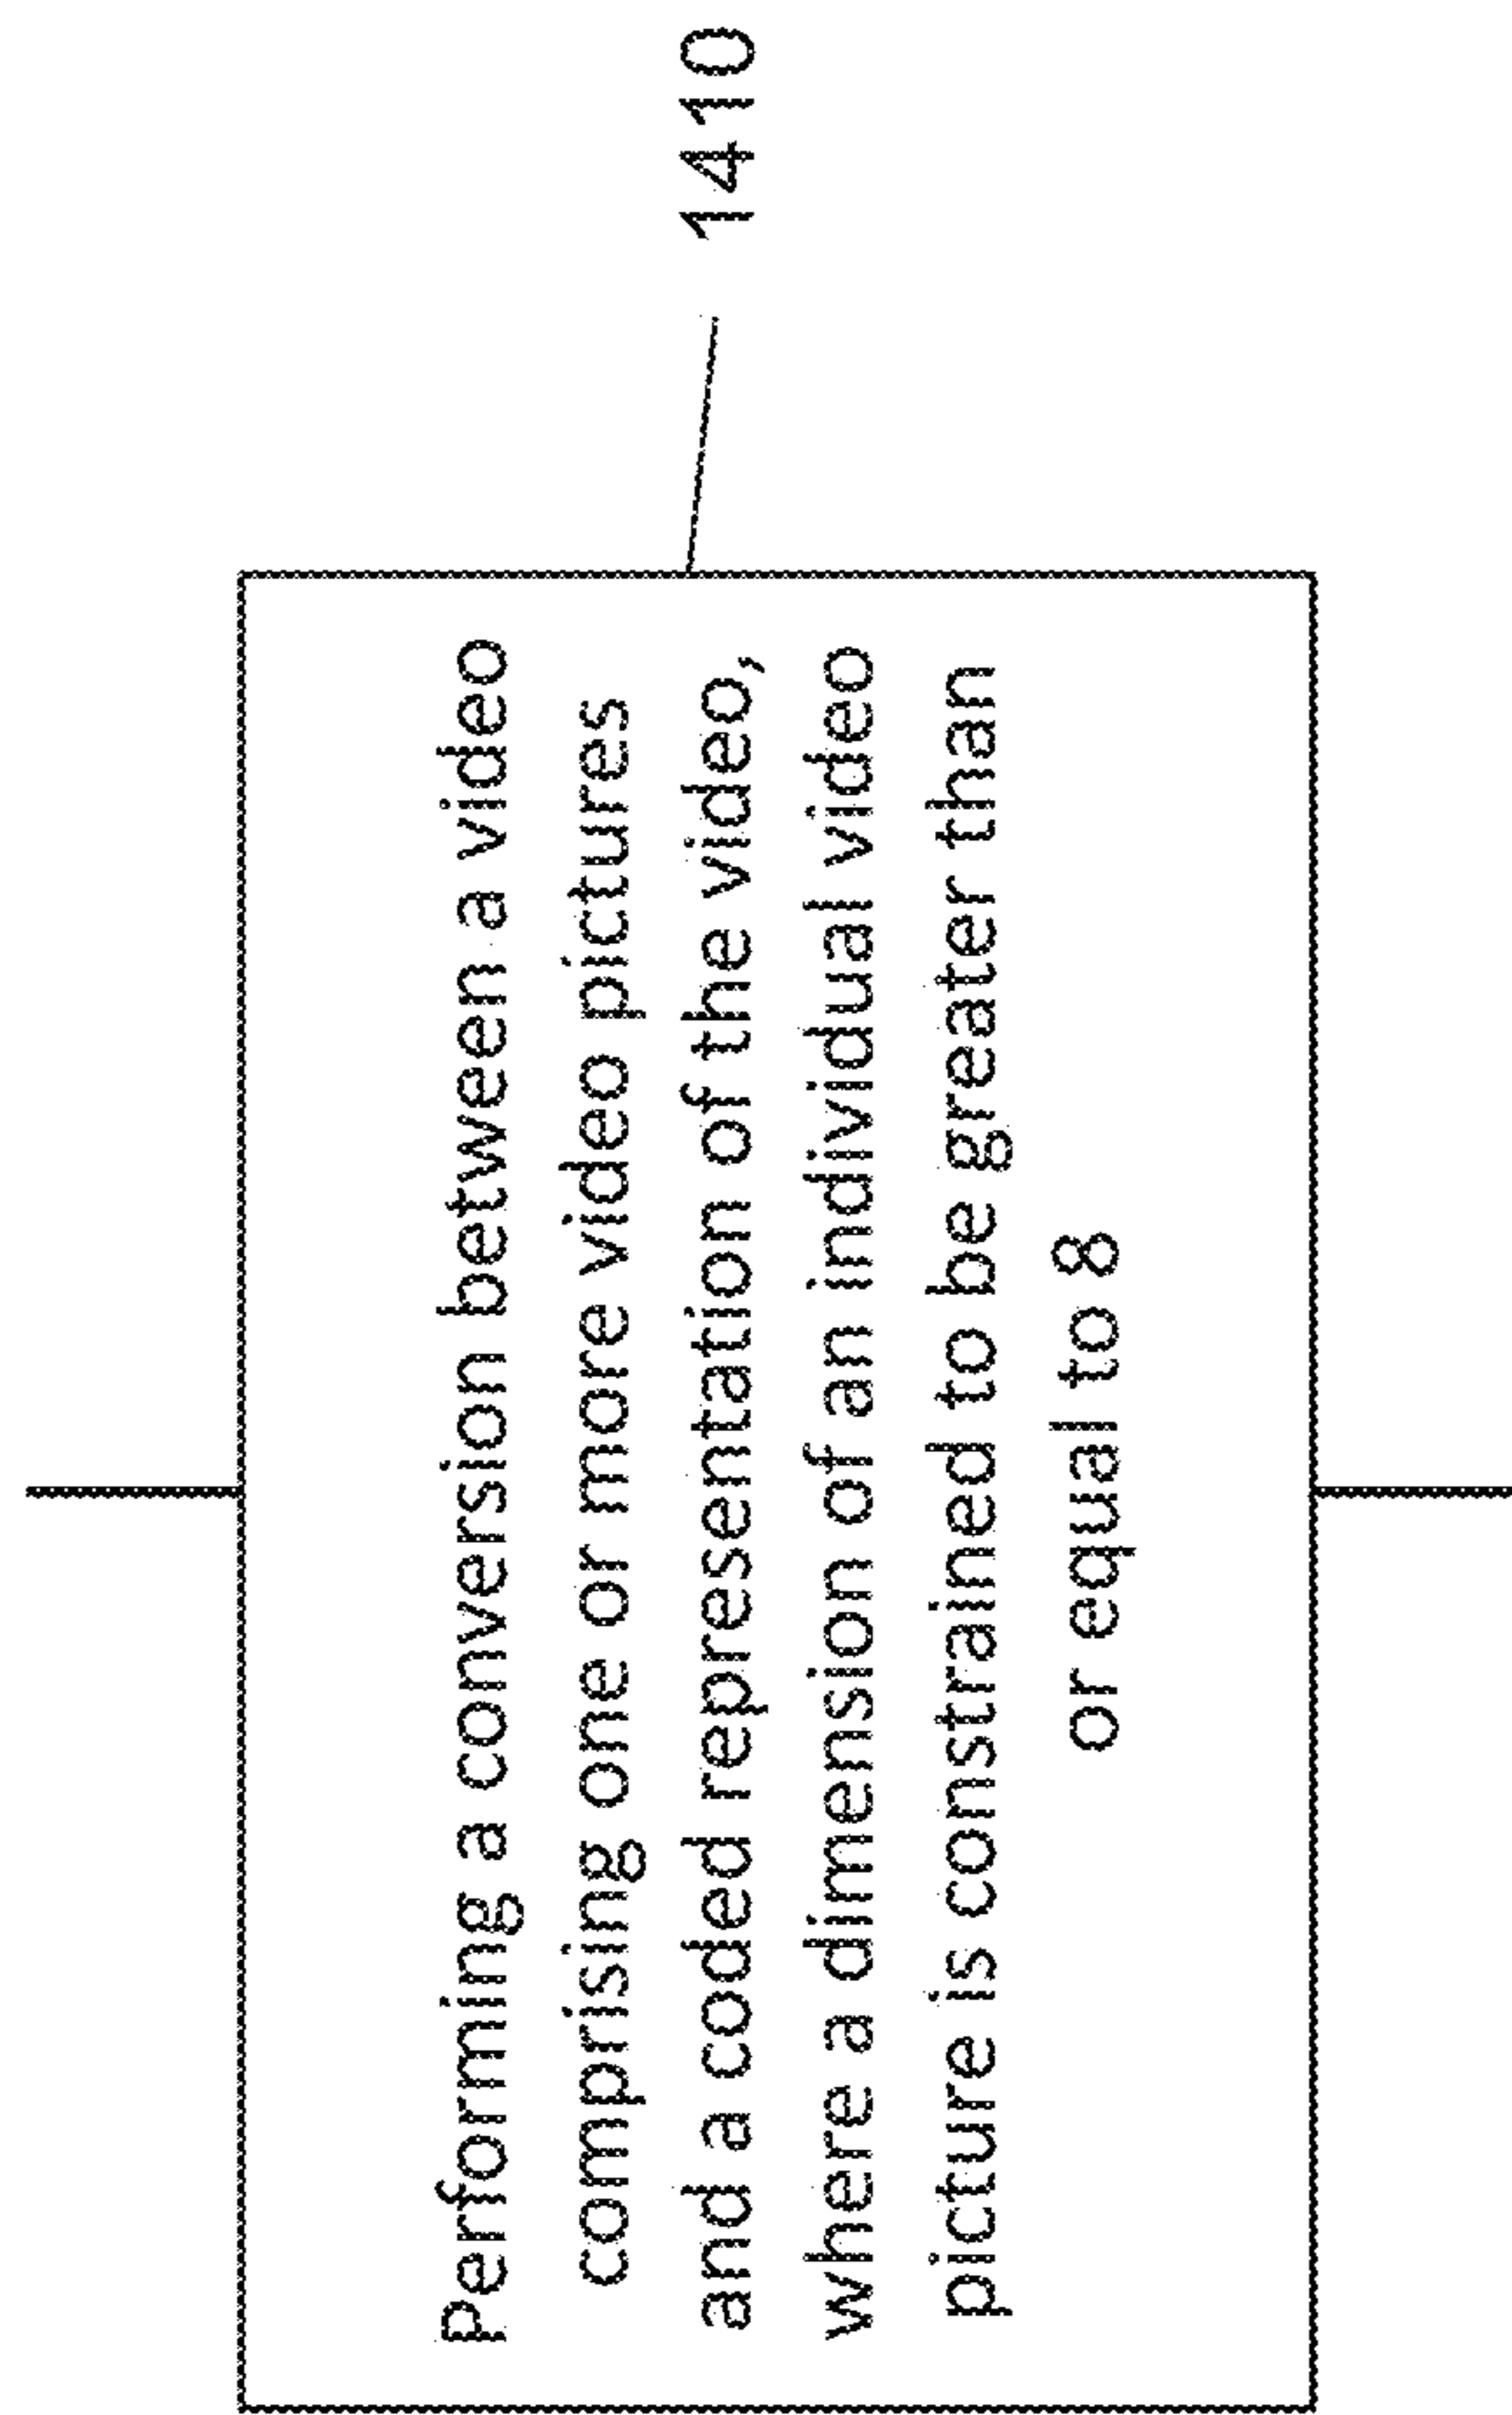 Performing a conversion between a video
comprising one or more video pictures
and a coded representation of the video,
where a dimension of an individual video
picture is constrained to be greater than
or equal to 8
1410